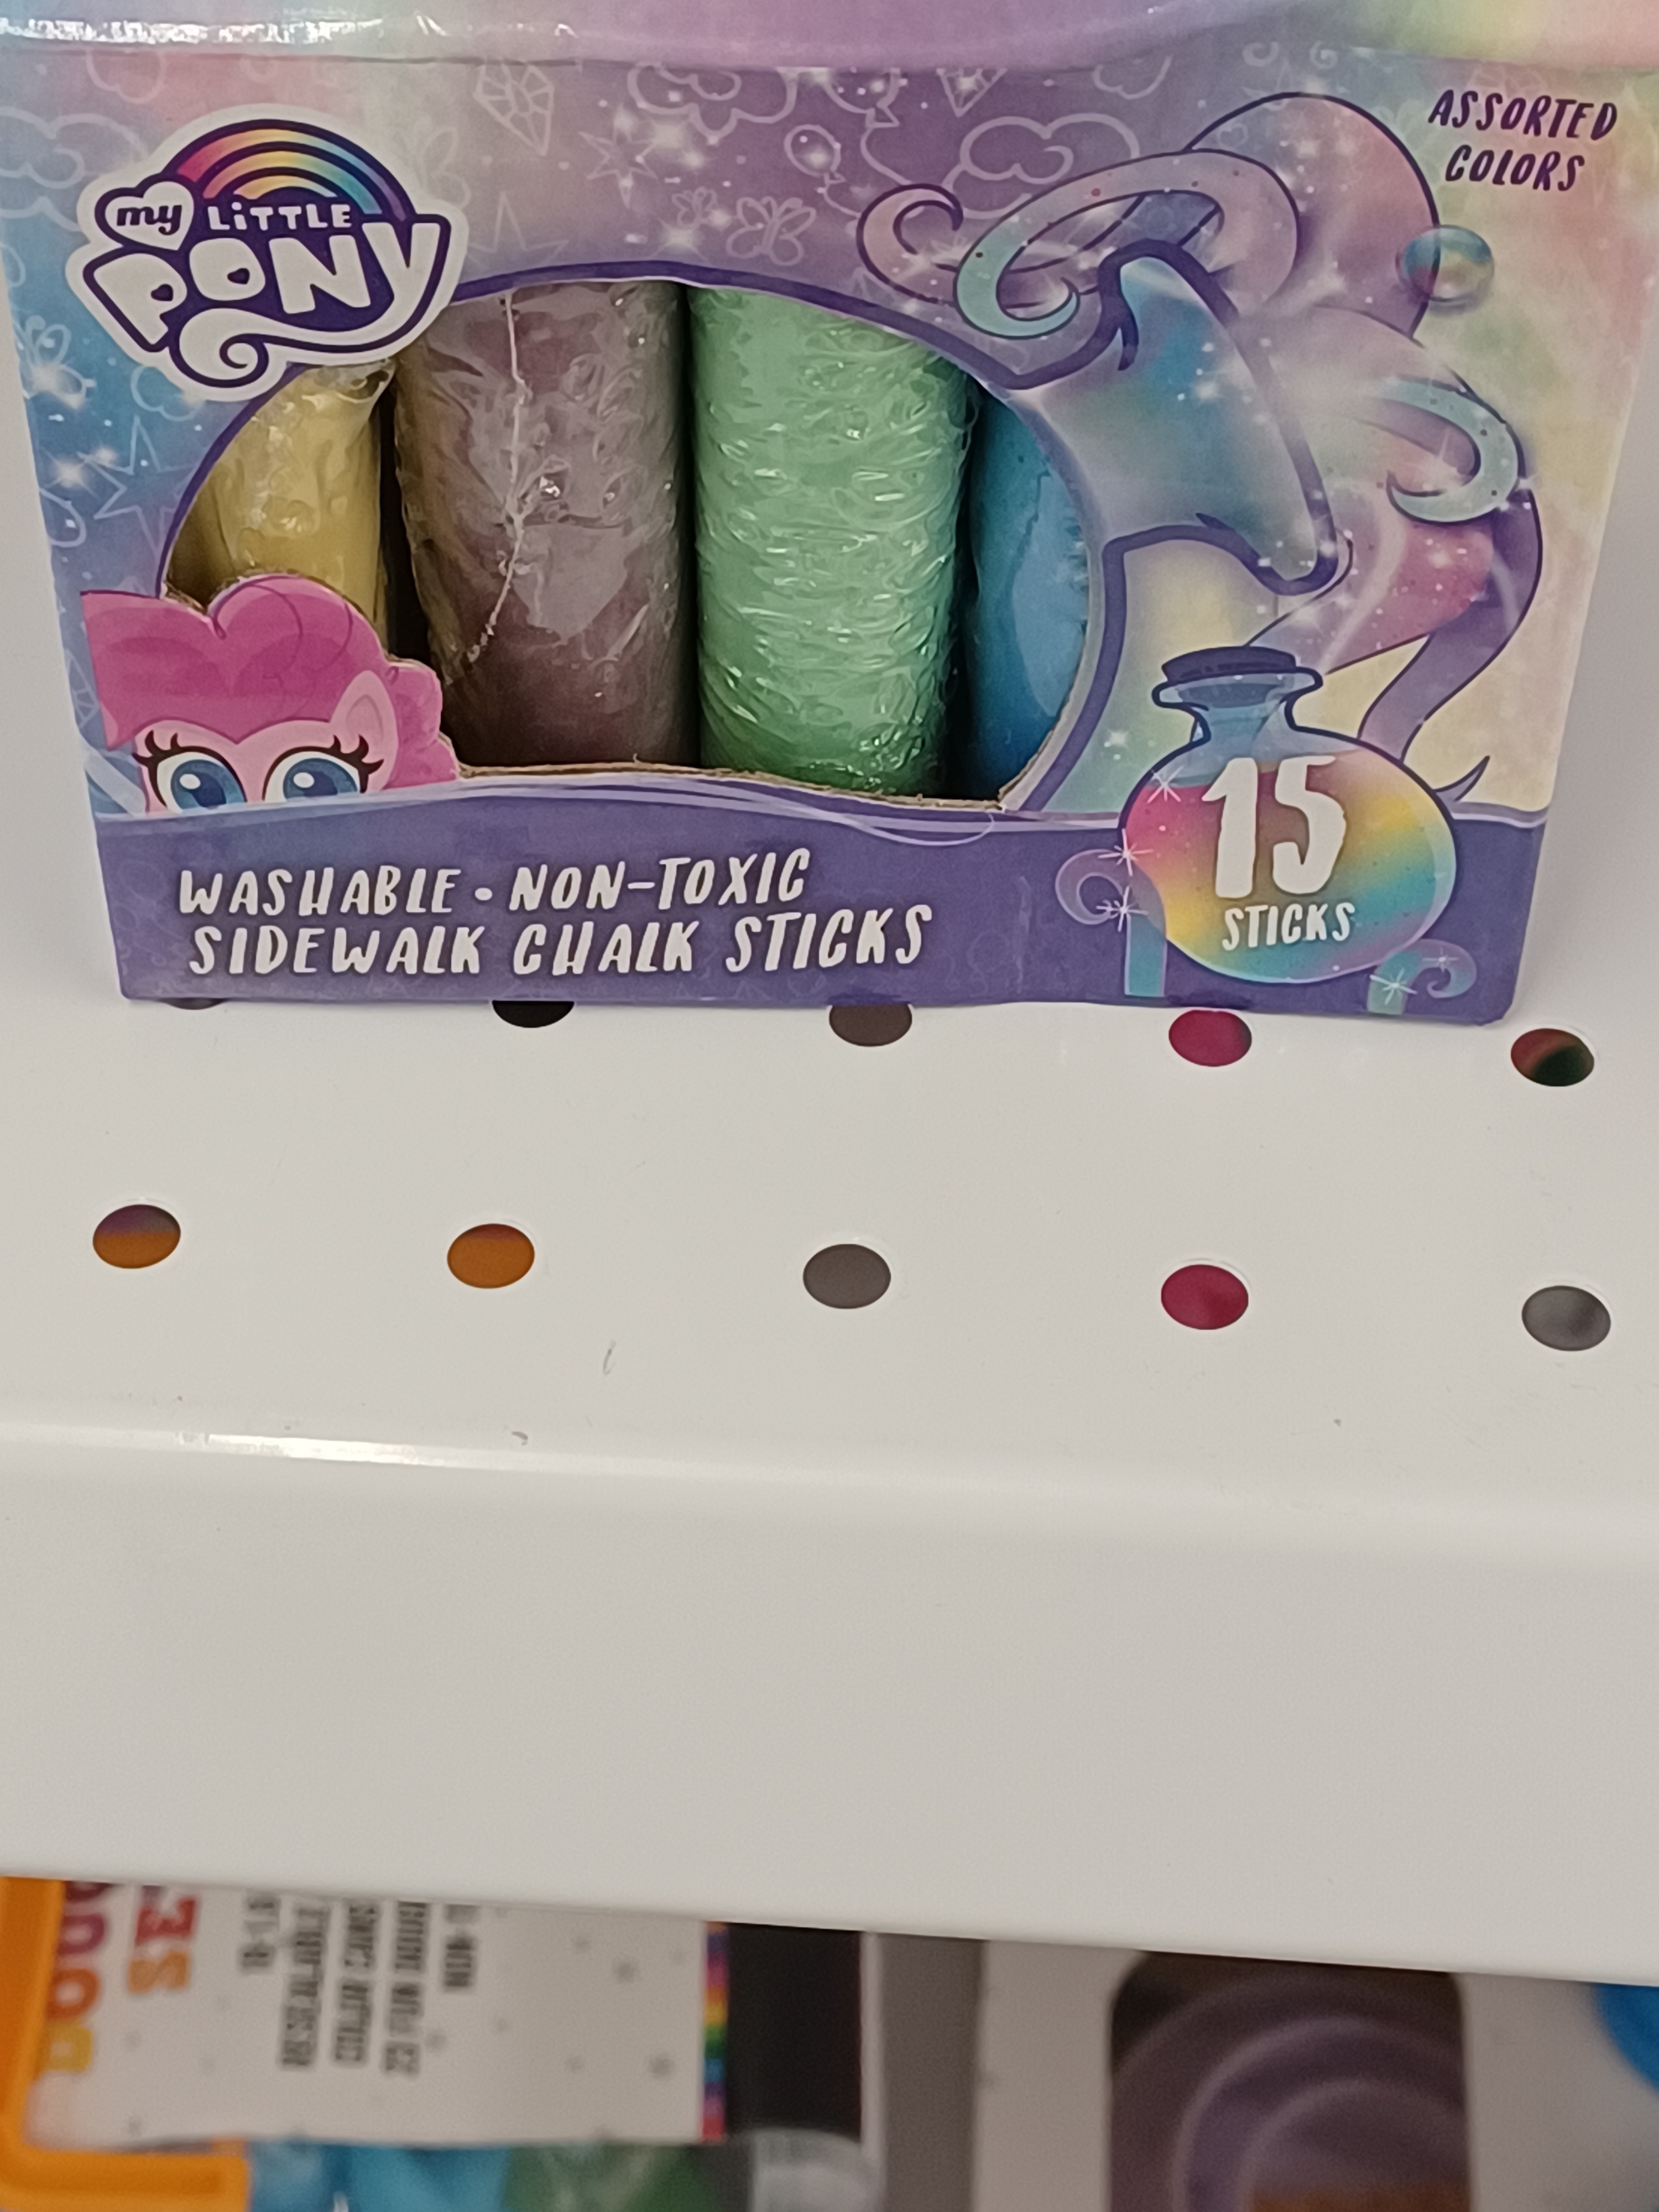 ASSORTED
COLORS
my LiTTLE
PONY
WASHABLE • NON-TOXIC
SIDEWALK CHALK STICKS
15
STICKS